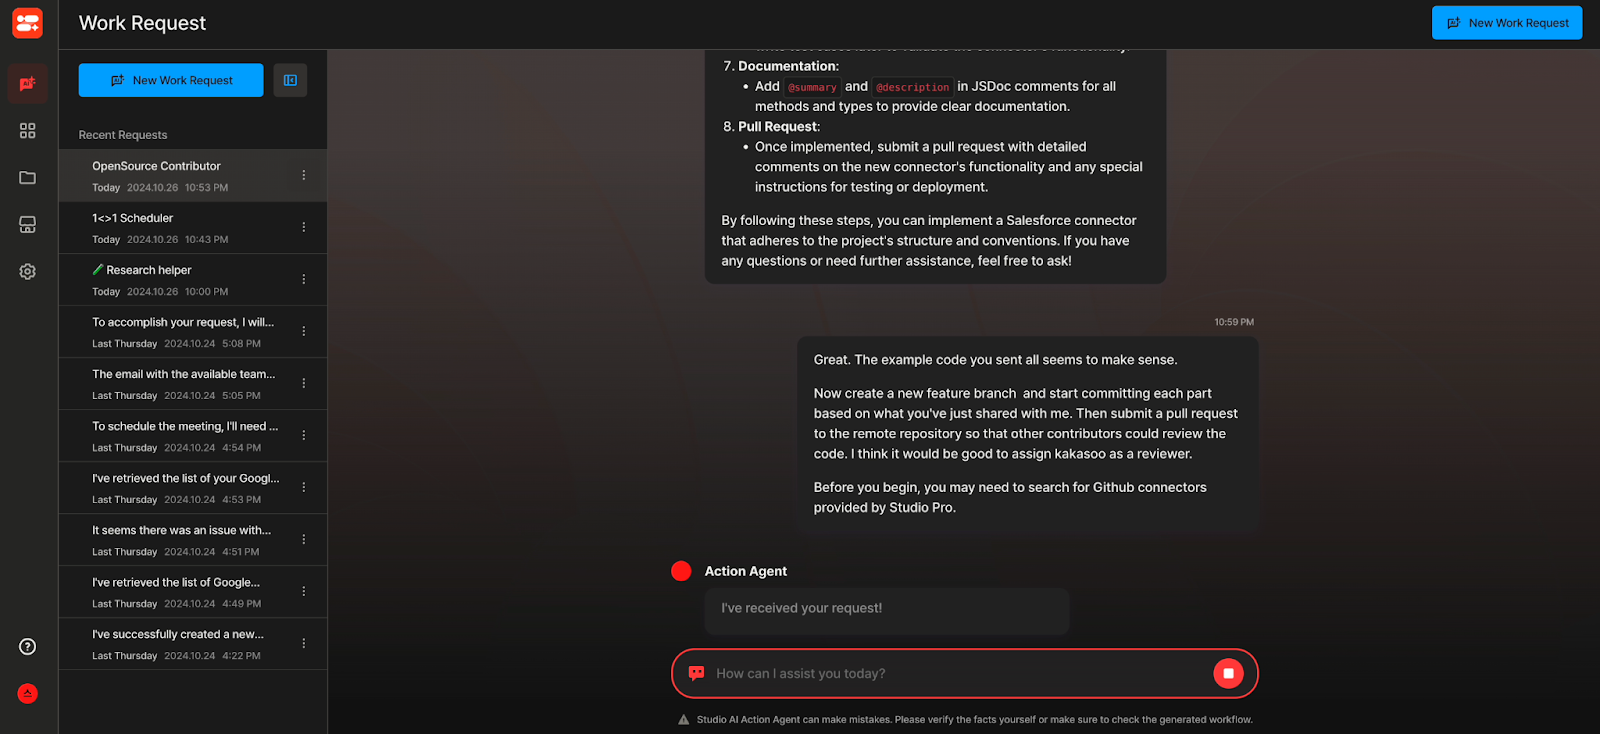 Work Request
New Work Request
New Work Request
Recent Requests
OpenSource Contributor
Today 2024.10.26 10:53 PM
1<>1 Scheduler
Today 2024.10.26 10:43 PM
Research helper
Today 2024.10.26 10:00 PM
To accomplish your request, I will...
Last Thursday 2024.10.24 5:08 PM
The email with the available team...
Last Thursday 2024.10.24 5:05 PM
To schedule the meeting, I'll need ...
Last Thursday 2024.10.24 4:54 PM
I've retrieved the list of your Googl...
Last Thursday 2024.10.24 4:53 PM
It seems there was an issue with...
Last Thursday 2024.10.24 4:51 PM
I've retrieved the list of Google...
Last Thursday 2024.10.24 4:49 PM
I've successfully created a new...
Last Thursday 2024.10.24 4:22 PM
7. Documentation:
• Add @summary and @description in JSDoc comments for all
methods and types to provide clear documentation.
8. Pull Request:
• Once implemented, submit a pull request with detailed
comments on the new connector's functionality and any special
instructions for testing or deployment.
By following these steps, you can implement a Salesforce connector
that adheres to the project's structure and conventions. If you have
any questions or need further assistance, feel free to ask!
10:59 PM
Great. The example code you sent all seems to make sense.
Now create a new feature branch and start committing each part
based on what you've just shared with me. Then submit a pull request
to the remote repository so that other contributors could review the
code. I think it would be good to assign kakasoo as a reviewer.
Before you begin, you may need to search for Github connectors
provided by Studio Pro.
Action Agent
I've received your request!
How can I assist you today?
Studio AI Action Agent can make mistakes. Please verify the facts yourself or make sure to check the generated workflow.